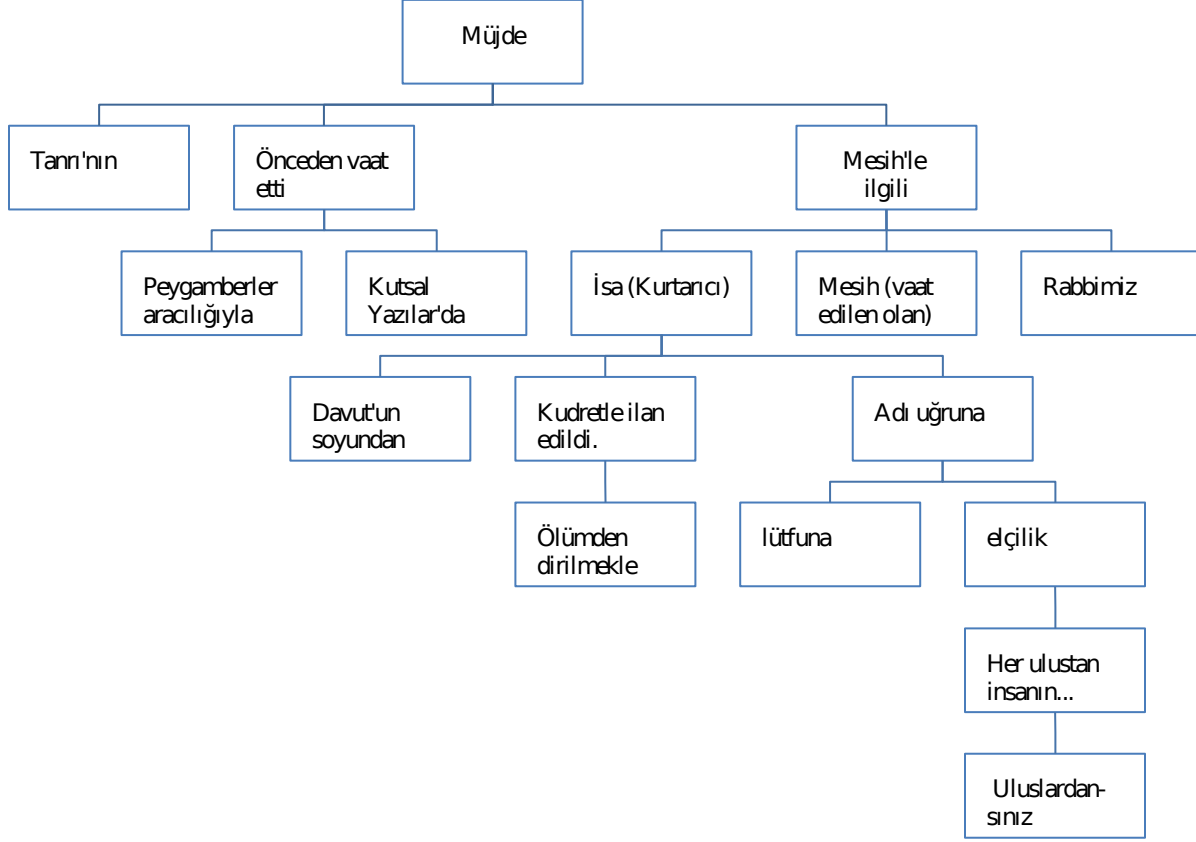 Müjde
Tanrı'nın
Önceden vaat
etti
Mesih'le
ilgili
Peygamberler
aracılığıyla
Kutsal
Yazılar'da
İsa (Kurtarıcı)
Mesih (vaat
edilen olan)
Rabbimiz
Davut'un
soyundan
Kudretle ilan
edildi.
Adı uğruna
Ölümden
dirilmekle
lütfuna
elçilik
Her ulustan
insanın...
Uluslardan-
sınız